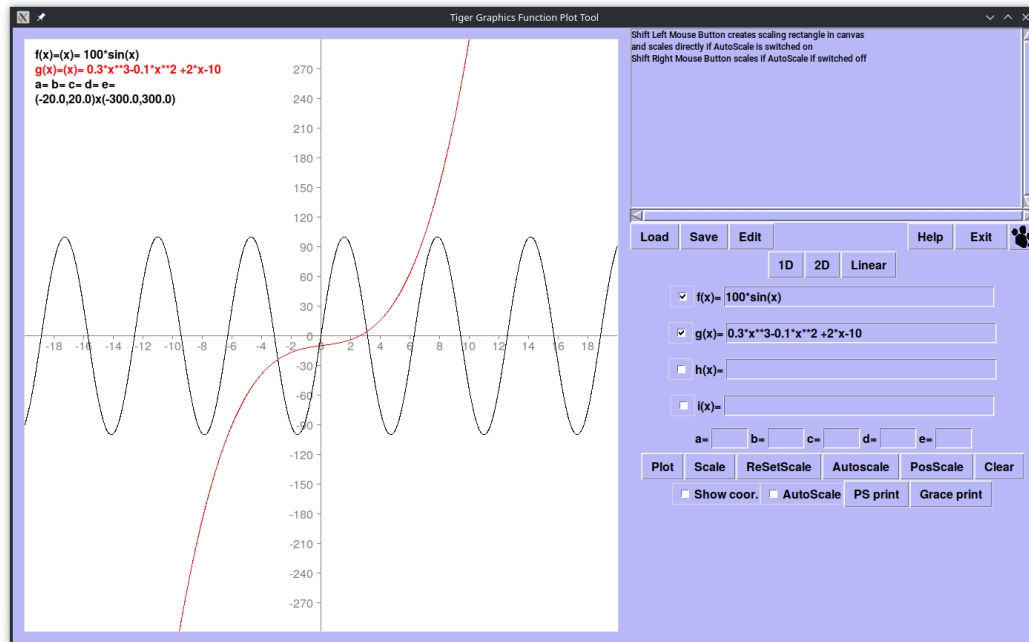 Tiger Graphics Function Plot Tool
f(x)=(x)= 100*sin(x)
g(x)=(x)= 0.3*x**3-0.1*x**2 +2*x-10
a= b= c= d= e=
(-20.0,20.0)x(-300.0,300.0)
270
240
210
180
150
120
90
60
30
-18 -16 -14 -12 -10 -8 -6 -4 -2 0 2 4 6 8 10 12 14 16 18
-30
-60
-90
-120
-150
-180
-210
-240
-270
Shift Left Mouse Button creates scaling rectangle in canvas
and scales directly if AutoScale is switched on
Shift Right Mouse Button scales if AutoScale if switched off
Load Save Edit Help Exit
1D 2D Linear
f(x)= 100*sin(x)
g(x)= 0.3*x**3-0.1*x**2 +2*x-10
h(x)=
i(x)=
a= b= c= d= e=
Plot Scale ReSetScale Autoscale PosScale Clear
Show coor. AutoScale PS print Grace print